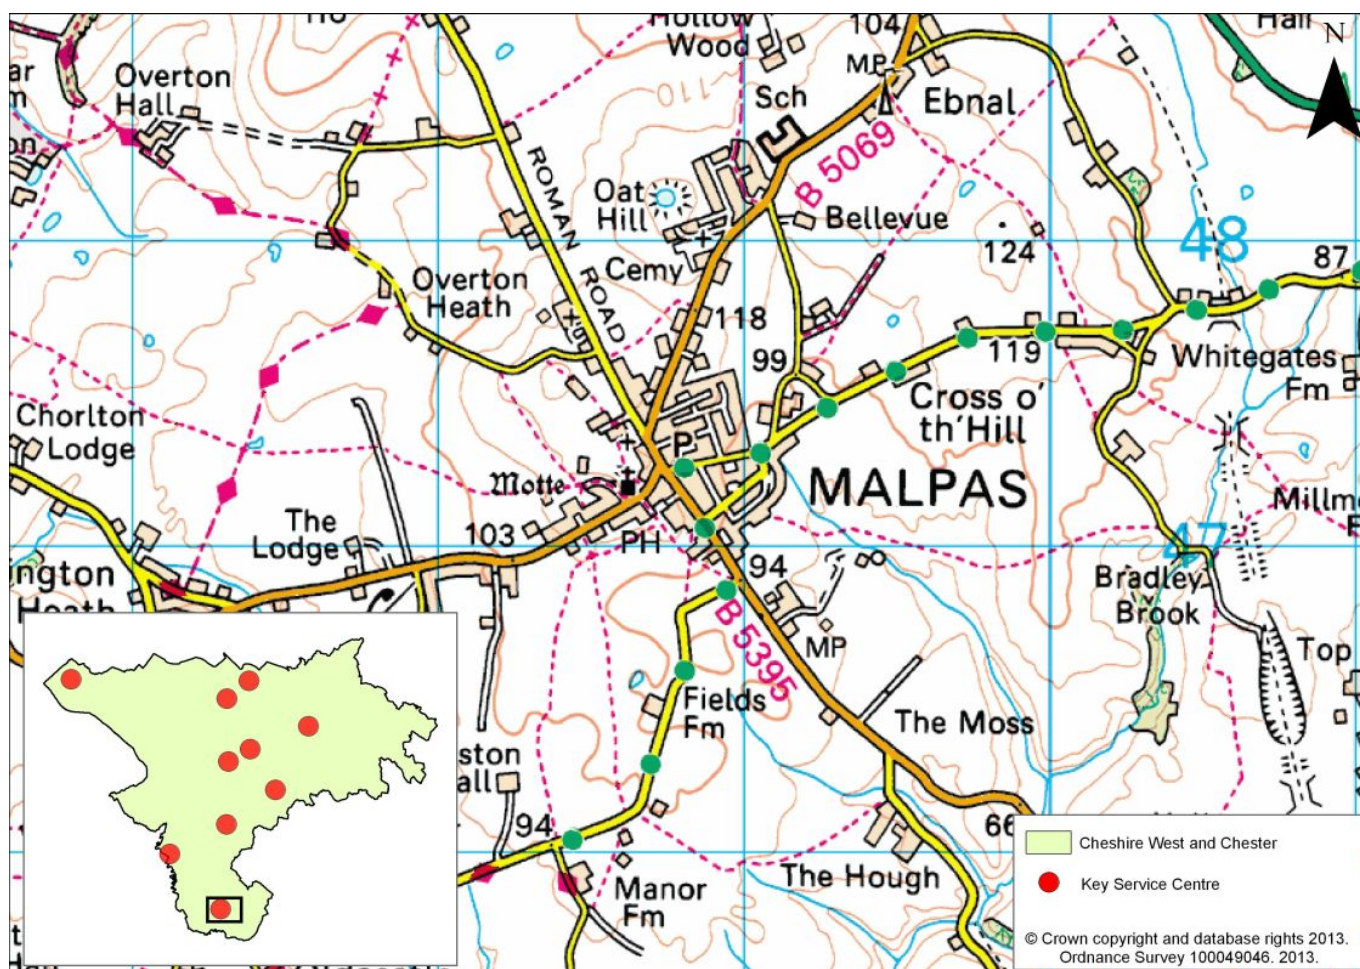 110
Hollow
Wood
104
Hall
N
Overton
Hall
MP
Sch
Ebnal
110
B 5069
ROMAN ROAD
Oat
Hill
Bellevue
124
48
87
Cemy
Overton
Heath
118
99
119
Whitegates
Fm
Cross o'
th'Hill
Chorlton
Lodge
P
MALPAS
Motte
The
Lodge
103
PH
47
94
Bradley
Brook
MP
B 5395
Top
Fields
Fm
The Moss
94
66
Manor
Fm
The Hough
Cheshire West and Chester
Key Service Centre
© Crown copyright and database rights 2013.
Ordnance Survey 100049046. 2013.